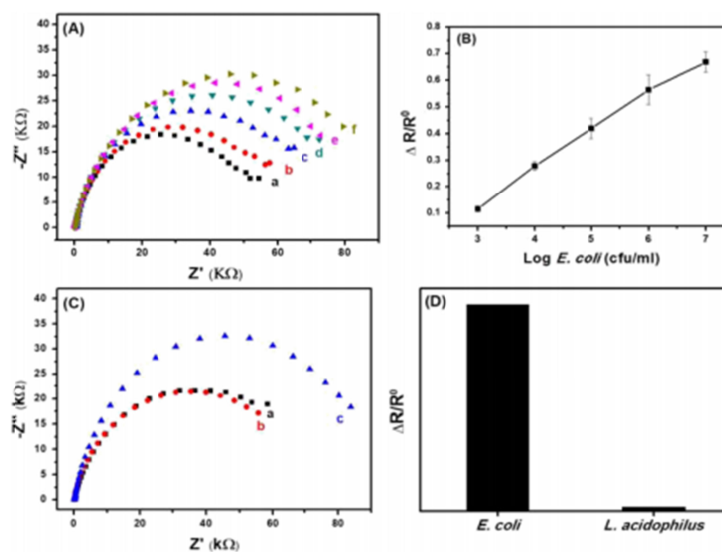 (A)
40
35
30
25
20
15
10
5
0
-Z'' (KΩ)
a
b
c
d
e
f
0 20 40 60 80
Z' (KΩ)
(B)
0.8
0.7
0.6
0.5
0.4
0.3
0.2
0.1
Δ R/R⁰
3 4 5 6 7
Log E. coli (cfu/ml)
(C)
40
35
30
25
20
15
10
5
0
-Z'' (kΩ)
a
b
c
0 20 40 60 80
Z' (kΩ)
(D)
ΔR/R⁰
E. coli L. acidophilus